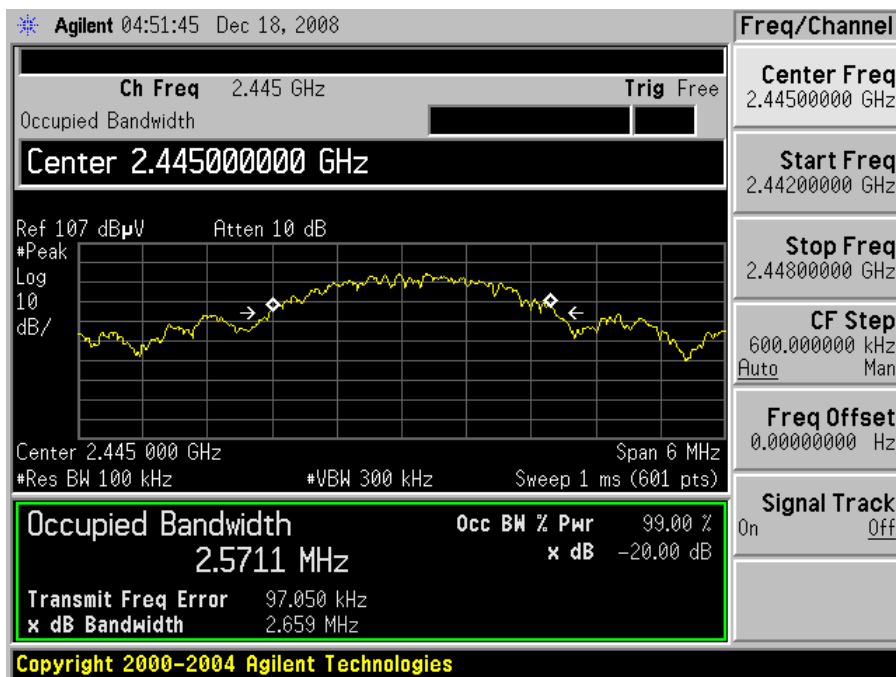 Agilent 04:51:45 Dec 18, 2008
Ch Freq 2.445 GHz Trig Free
Occupied Bandwidth
Center 2.445000000 GHz
Ref 107 dBµV Atten 10 dB
#Peak
Log
10
dB/
Center 2.445 000 GHz Span 6 MHz
#Res BW 100 kHz #VBW 300 kHz Sweep 1 ms (601 pts)
Occupied Bandwidth
2.5711 MHz
Occ BW % Pwr 99.00 %
x dB -20.00 dB
Transmit Freq Error 97.050 kHz
x dB Bandwidth 2.659 MHz
Copyright 2000-2004 Agilent Technologies
Freq/Channel
Center Freq
2.44500000 GHz
Start Freq
2.44200000 GHz
Stop Freq
2.44800000 GHz
CF Step
600.000000 kHz
Auto Man
Freq Offset
0.00000000 Hz
Signal Track
On Off